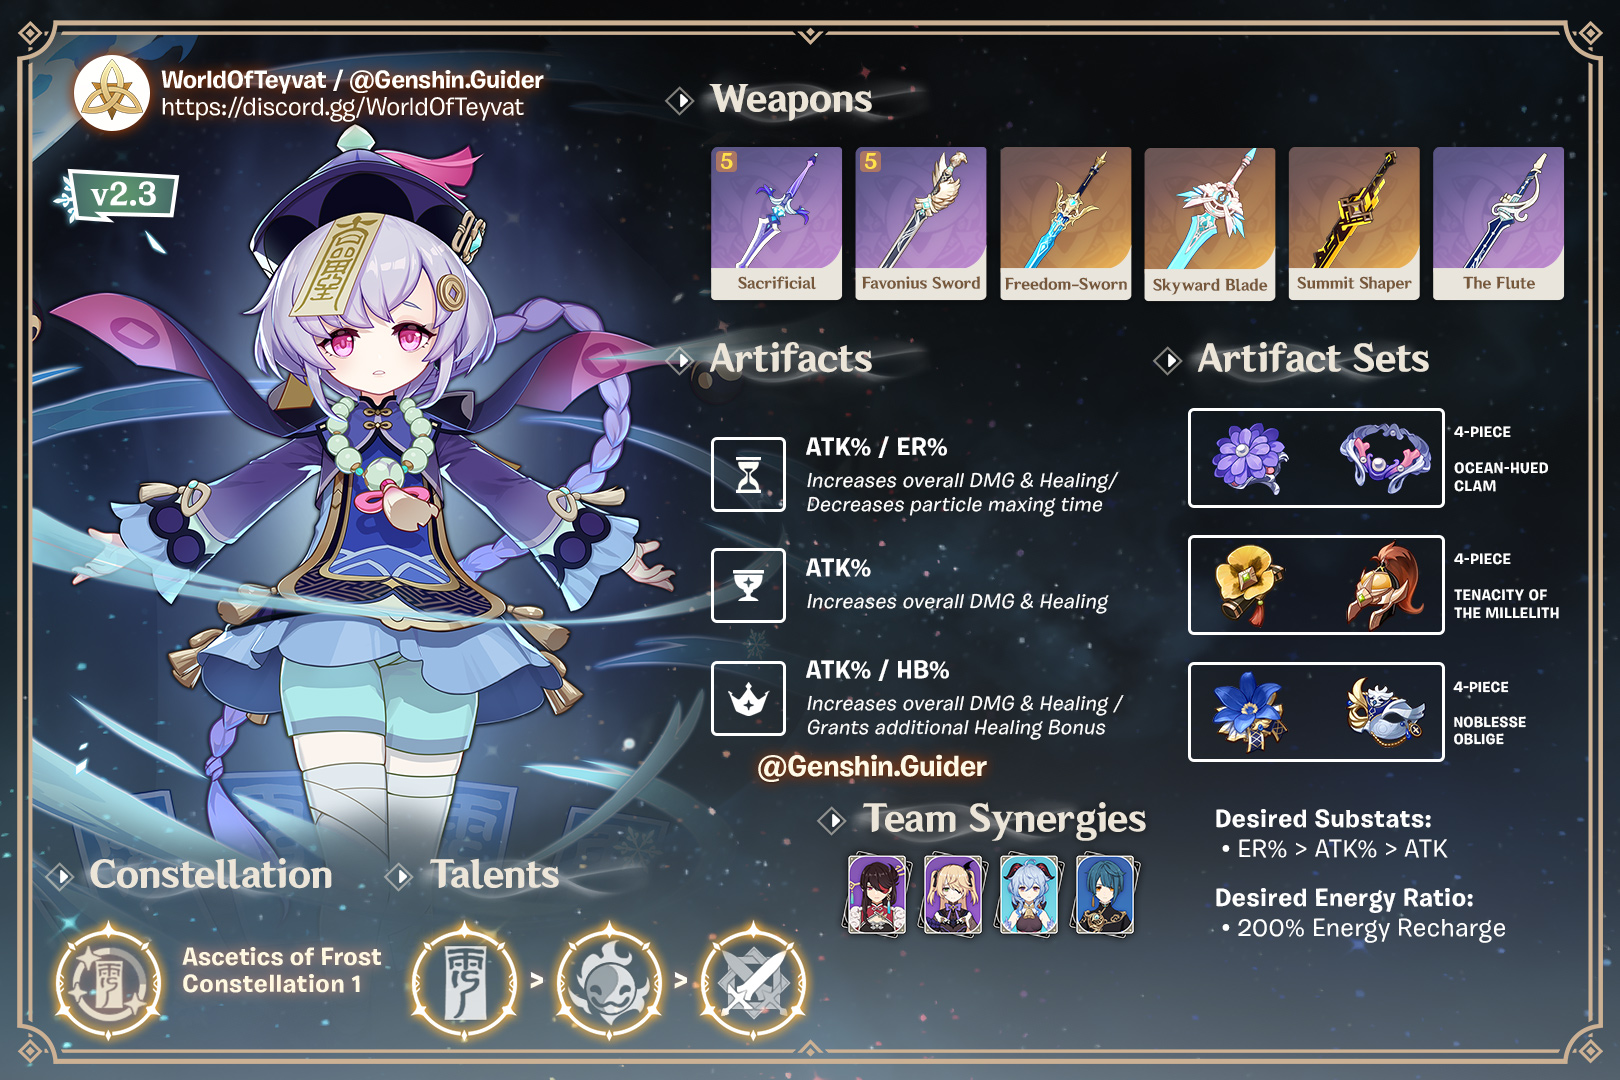 WorldOfTeyvat / @Genshin.Guider
https://discord.gg/WorldOfTeyvat
v2.3
Weapons
5
5
Sacrificial
Favonius Sword
Freedom-Sworn
Skyward Blade
Summit Shaper
The Flute
Artifacts
ATK% / ER%
Increases overall DMG & Healing/
Decreases particle maxing time
ATK%
Increases overall DMG & Healing
ATK% / HB%
Increases overall DMG & Healing /
Grants additional Healing Bonus
@Genshin.Guider
Artifact Sets
4-PIECE
OCEAN-HUED
CLAM
4-PIECE
TENACITY OF
THE MILLELITH
4-PIECE
NOBLESSE
OBLIGE
Team Synergies
Desired Substats:
• ER% > ATK% > ATK
Desired Energy Ratio:
• 200% Energy Recharge
Constellation
Ascetics of Frost
Constellation 1
Talents
>
>